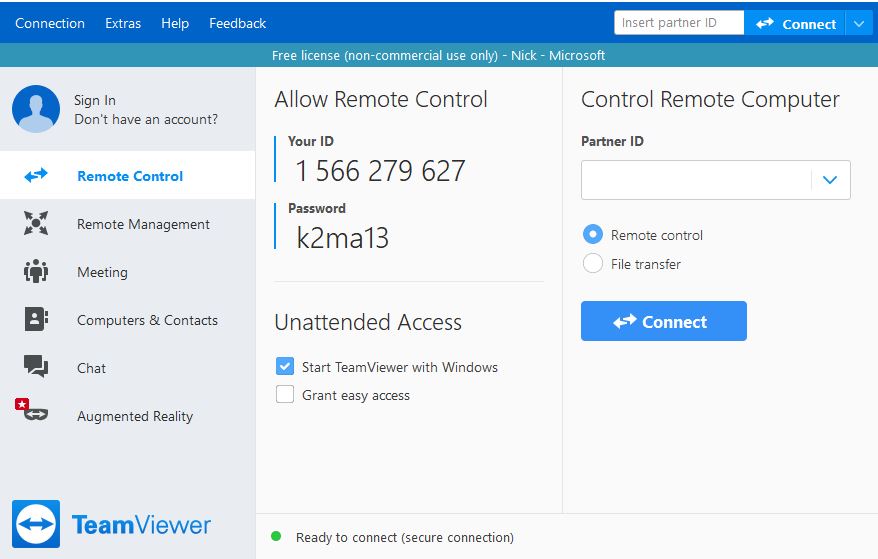 Connection Extras Help Feedback Insert partner ID Connect
Free license (non-commercial use only) - Nick - Microsoft
Sign In
Don't have an account?
Remote Control
Remote Management
Meeting
Computers & Contacts
Chat
Augmented Reality
TeamViewer
Allow Remote Control
Your ID
1 566 279 627
Password
k2ma13
Unattended Access
Start TeamViewer with Windows
Grant easy access
Control Remote Computer
Partner ID
Remote control
File transfer
Connect
Ready to connect (secure connection)